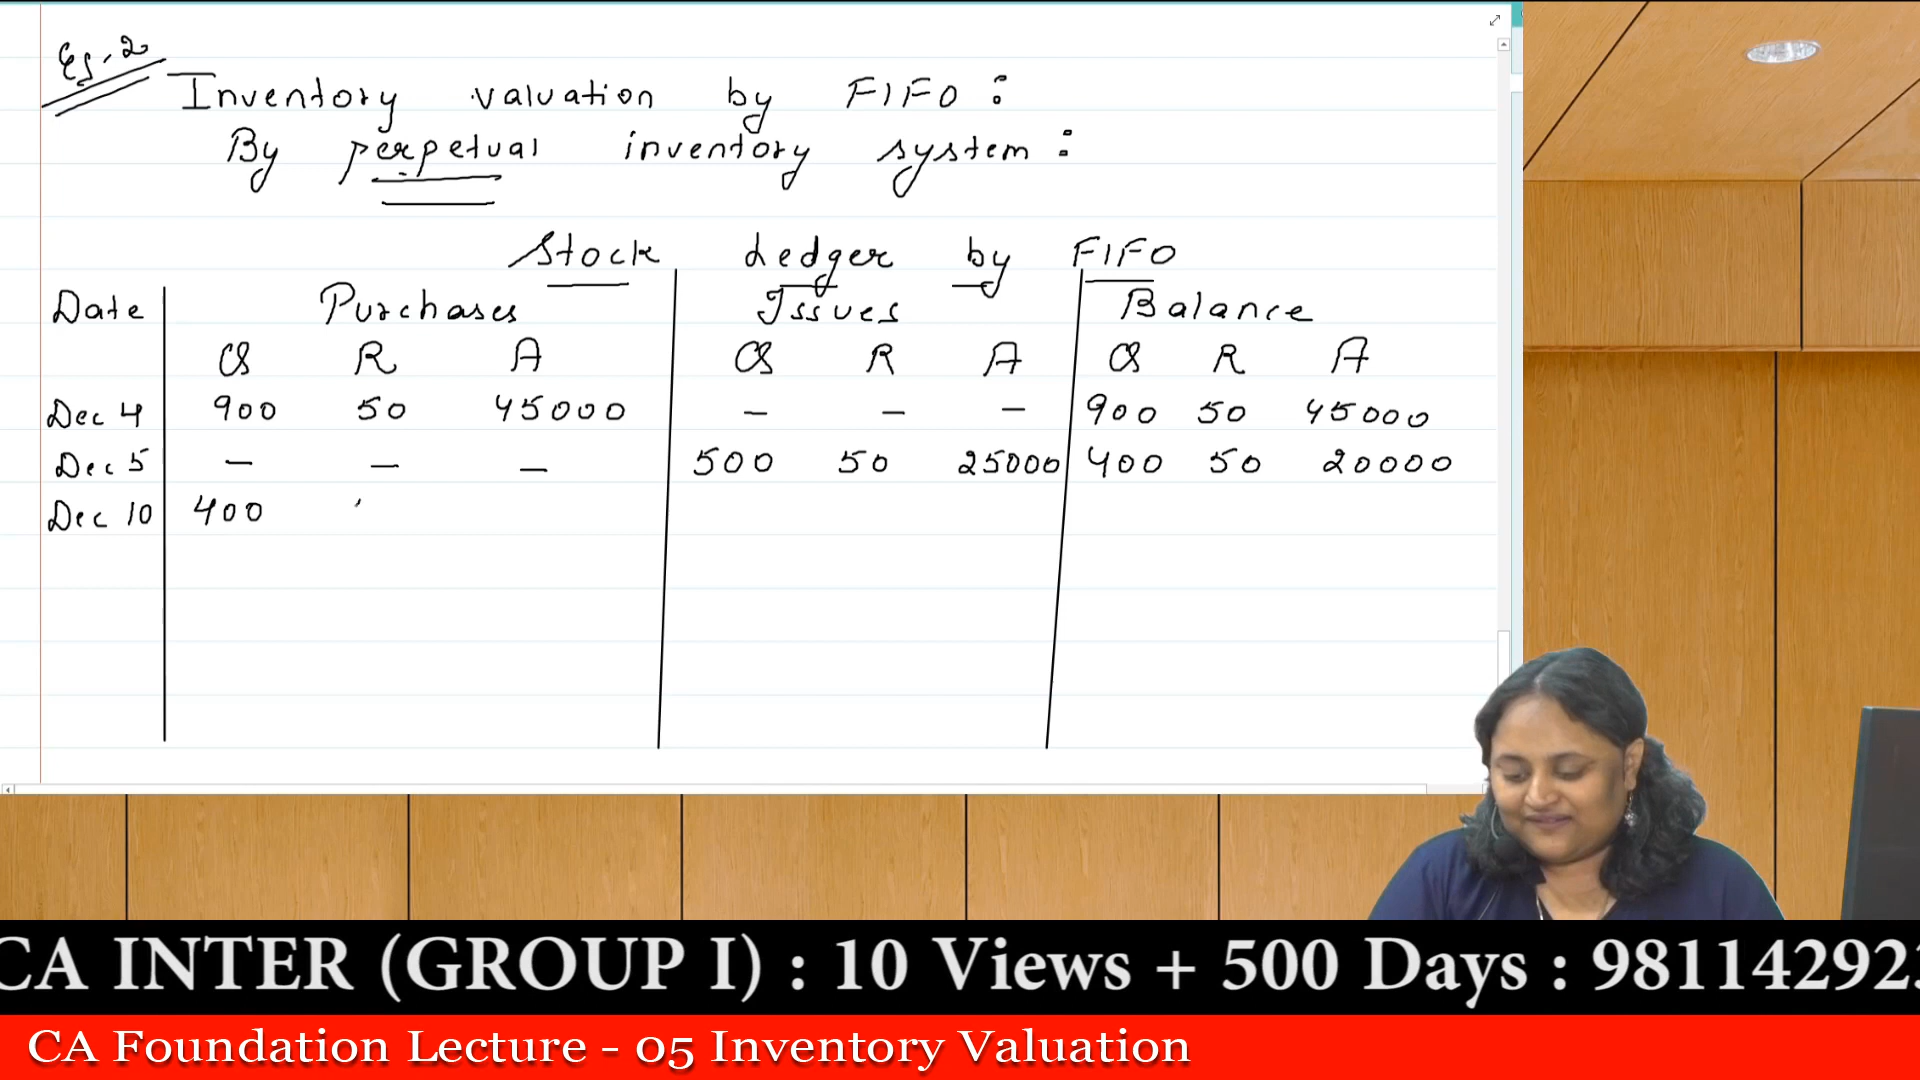 Eg. 2
Inventory valuation by FIFO :
By perpetual inventory system :
Stock Ledger by FIFO
Date Purchases Issues Balance
Q R A Q R A Q R A
Dec 4 900 50 45000 — — — 900 50 45000
Dec 5 — — — 500 50 25000 400 50 20000
Dec 10 400
CA INTER (GROUP I) : 10 Views + 500 Days : 981142923
CA Foundation Lecture - 05 Inventory Valuation